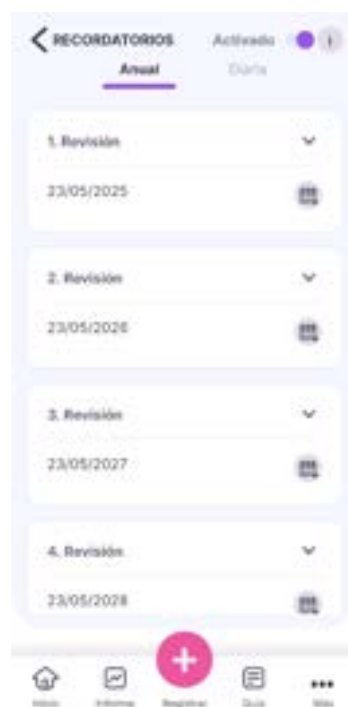 RECORDATORIOS Activado i
Anual Diaria
1. Revisión
23/05/2025
2. Revisión
23/05/2026
3. Revisión
23/05/2027
4. Revisión
23/05/2028
Inicio Informe Registrar Guía Más